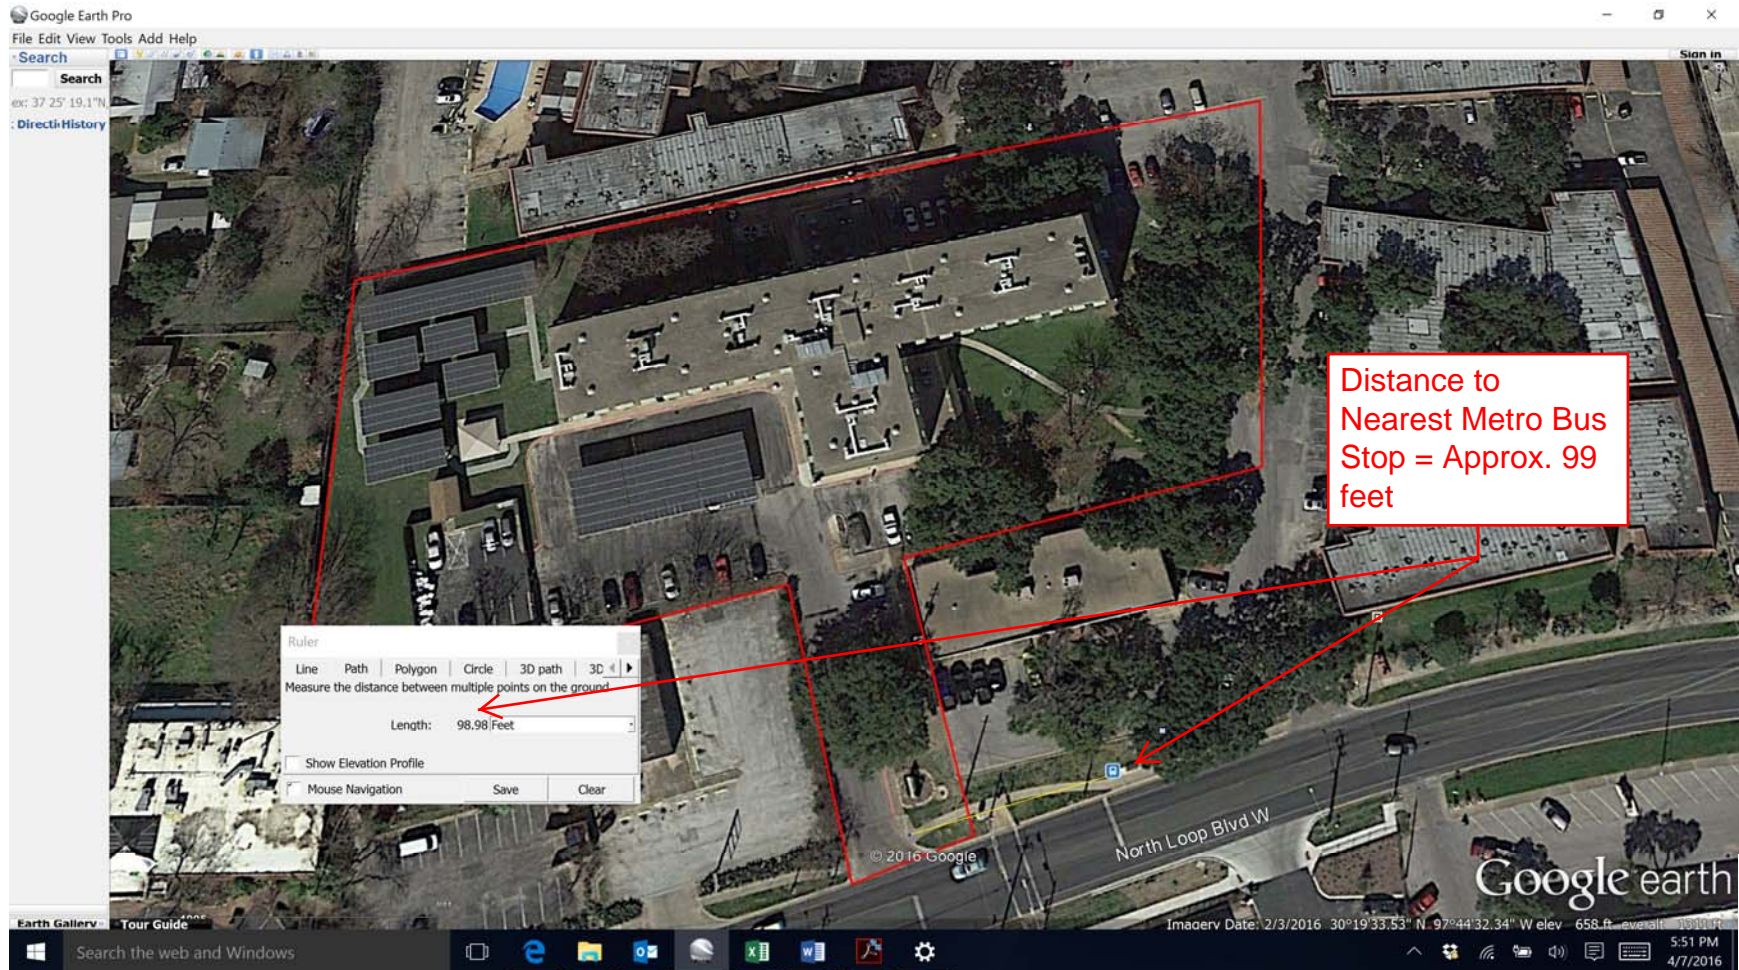 Google Earth Pro
File Edit View Tools Add Help
Search
Sign in
Search
ex: 37 25' 19.1"N,
Directi History
Distance to
Nearest Metro Bus
Stop = Approx. 99
feet
Ruler
Line Path Polygon Circle 3D path 3D
Measure the distance between multiple points on the ground
Length: 98.98 Feet
Show Elevation Profile
Mouse Navigation Save Clear
North Loop Blvd W
© 2016 Google
Google earth
Earth Gallery Tour Guide
Imagery Date: 2/3/2016 30°19'33.53" N 97°44'32.34" W elev 658 ft
Search the web and Windows
5:51 PM
4/7/2016